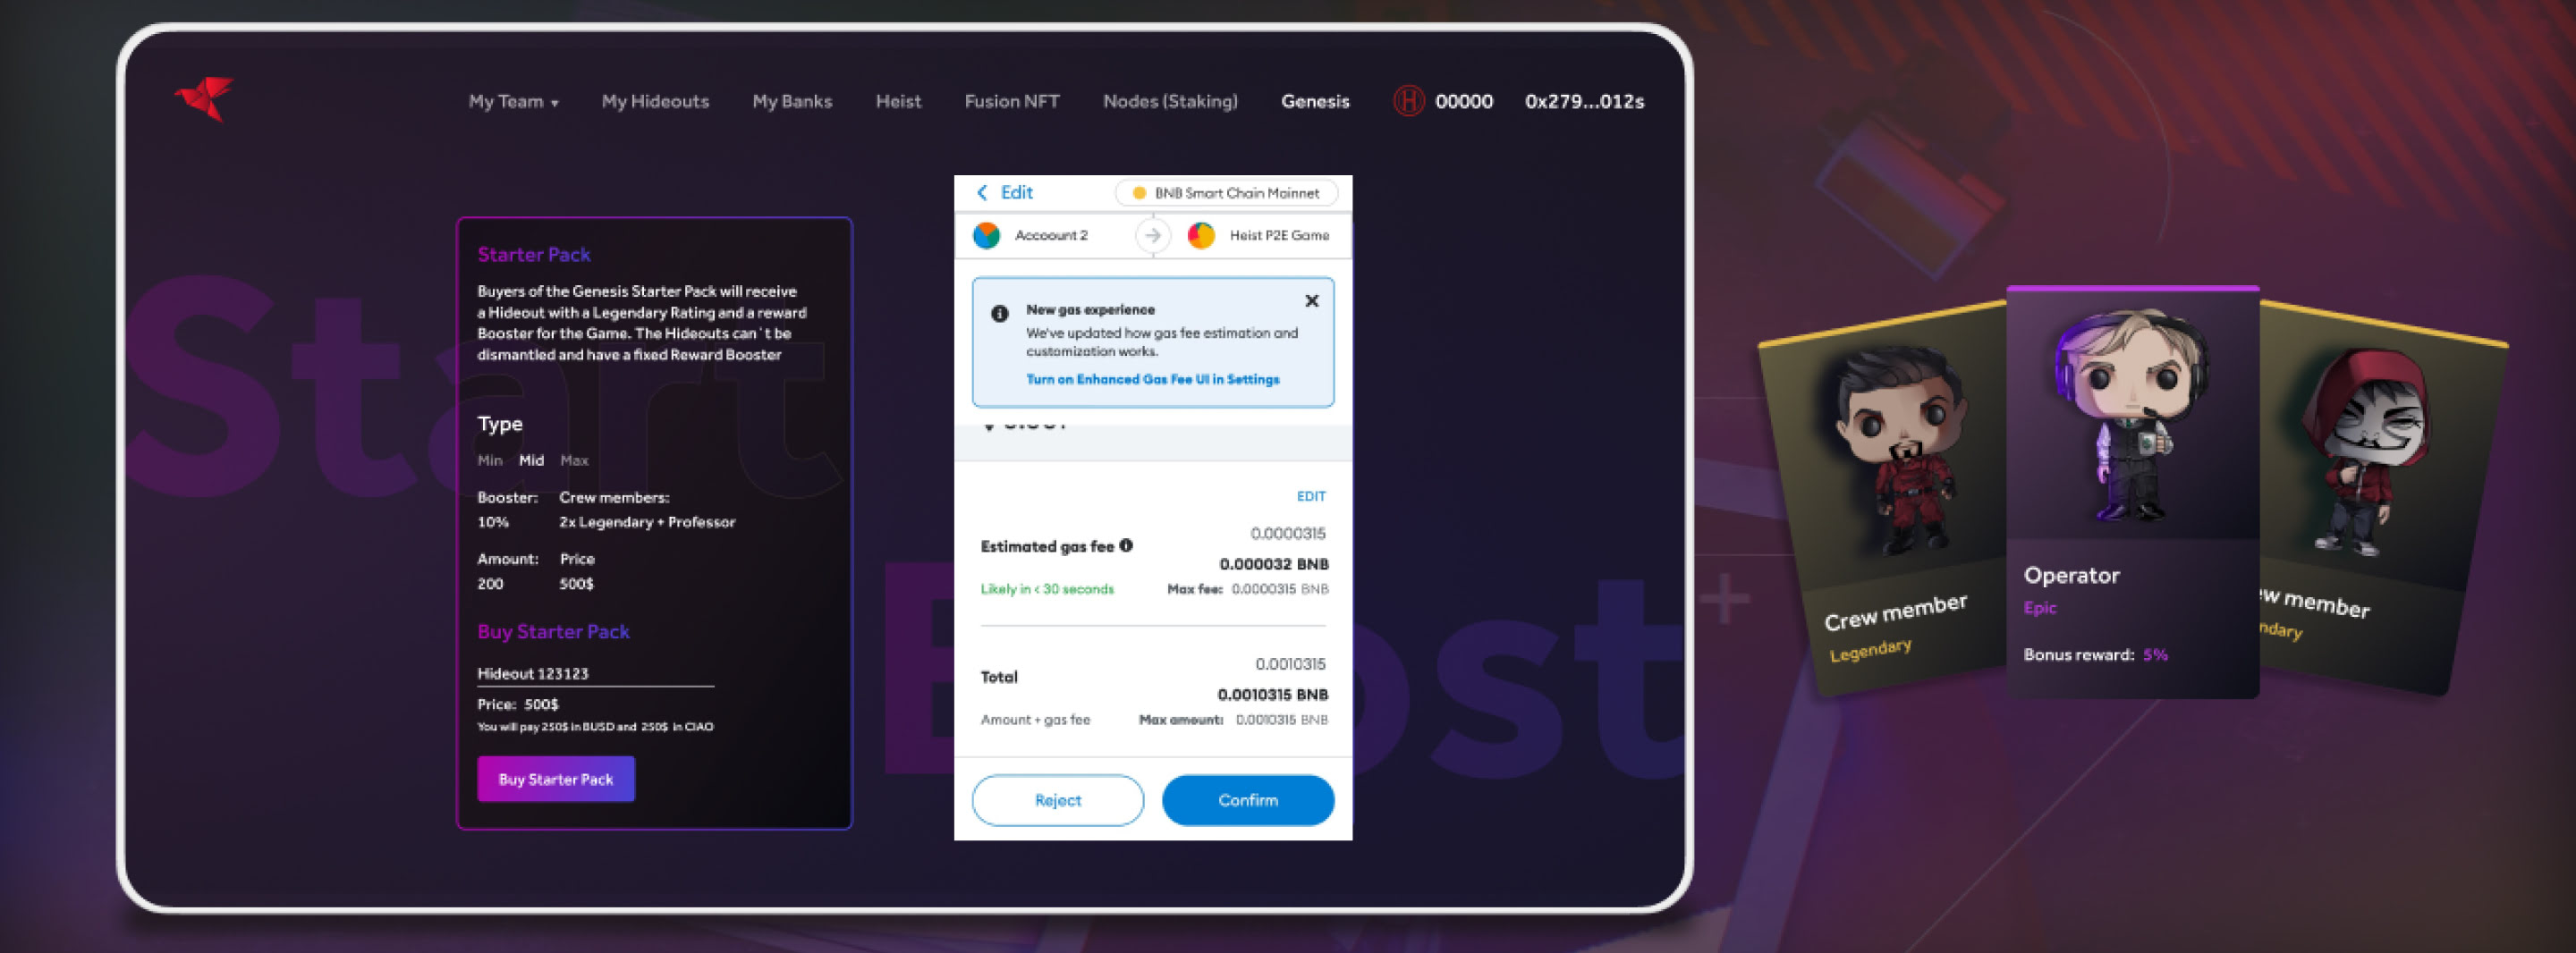 My Team ▾ My Hideouts My Banks Heist Fusion NFT Nodes (Staking) Genesis 00000 0x279...012s
Start
Starter Pack
Buyers of the Genesis Starter Pack will receive
a Hideout with a Legendary Rating and a reward
Booster for the Game. The Hideouts can`t be
dismantled and have a fixed Reward Booster
Type
Min Mid Max
Booster: Crew members:
10% 2x Legendary + Professor
Amount: Price
200 500$
Buy Starter Pack
Hideout 123123
Price: 500$
You will pay 250$ in BUSD and 250$ in CIAO
Buy Starter Pack
Edit
BNB Smart Chain Mainnet
Accoount 2
Heist P2E Game
New gas experience
We've updated how gas fee estimation and
customization works.
Turn on Enhanced Gas Fee UI in Settings
EDIT
0.0000315
Estimated gas fee
0.000032 BNB
Likely in < 30 seconds
Max fee: 0.0000315 BNB
0.0010315
Total
0.0010315 BNB
Amount + gas fee
Max amount: 0.0010315 BNB
Reject
Confirm
Crew member
Legendary
Operator
Epic
Bonus reward: 5%
member